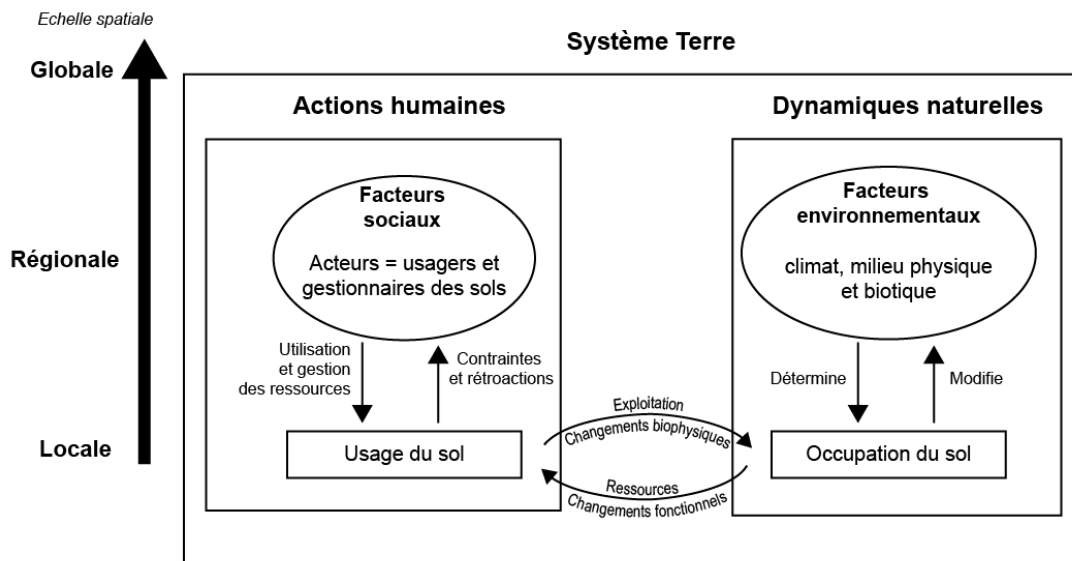 Echelle spatiale
Globale
Régionale
Locale
Système Terre
Actions humaines
Facteurs
sociaux
Acteurs = usagers et
gestionnaires des sols
Utilisation
et gestion
des ressources
Contraintes
et rétroactions
Usage du sol
Exploitation
Changements biophysiques
Ressources
Changements fonctionnels
Dynamiques naturelles
Facteurs
environnementaux
climat, milieu physique
et biotique
Détermine
Modifie
Occupation du sol